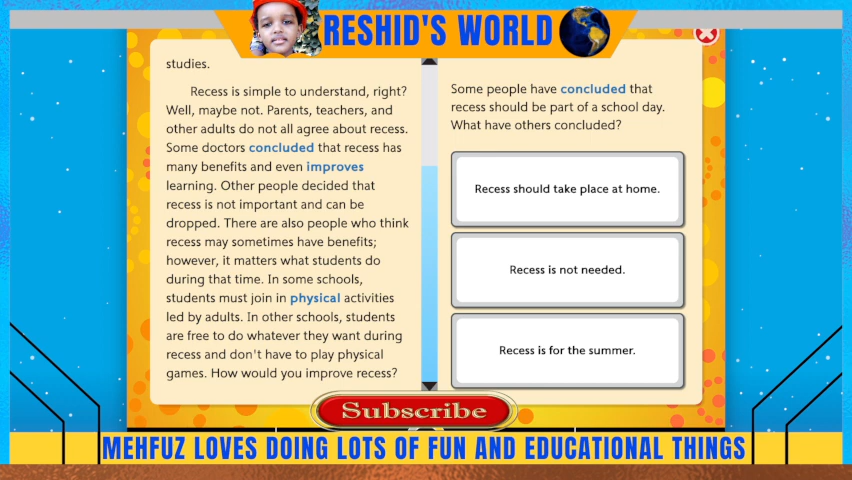 RESHID'S WORLD
studies.
Recess is simple to understand, right?
Well, maybe not. Parents, teachers, and
other adults do not all agree about recess.
Some doctors concluded that recess has
many benefits and even improves
learning. Other people decided that
recess is not important and can be
dropped. There are also people who think
recess may sometimes have benefits;
however, it matters what students do
during that time. In some schools,
students must join in physical activities
led by adults. In other schools, students
are free to do whatever they want during
recess and don't have to play physical
games. How would you improve recess?
Some people have concluded that
recess should be part of a school day.
What have others concluded?
Recess should take place at home.
Recess is not needed.
Recess is for the summer.
Subscribe
MEHFUZ LOVES DOING LOTS OF FUN AND EDUCATIONAL THINGS